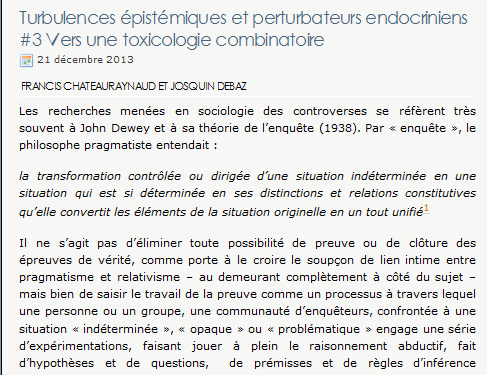 Turbulences épistémiques et perturbateurs endocriniens
#3 Vers une toxicologie combinatoire
21 décembre 2013
FRANCIS CHATEAURAYNAUD ET JOSQUIN DEBAZ
Les recherches menées en sociologie des controverses se réfèrent très
souvent à John Dewey et à sa théorie de l'enquête (1938). Par « enquête », le
philosophe pragmatiste entendait :
la transformation contrôlée ou dirigée d'une situation indéterminée en une
situation qui est si déterminée en ses distinctions et relations constitutives
qu'elle convertit les éléments de la situation originelle en un tout unifié1
Il ne s'agit pas d'éliminer toute possibilité de preuve ou de clôture des
épreuves de vérité, comme porte à le croire le soupçon de lien intime entre
pragmatisme et relativisme – au demeurant complètement à côté du sujet –
mais bien de saisir le travail de la preuve comme un processus à travers lequel
une personne ou un groupe, une communauté d'enquêteurs, confrontée à une
situation « indéterminée », « opaque » ou « problématique » engage une série
d'expérimentations, faisant jouer à plein le raisonnement abductif, fait
d'hypothèses et de questions, de prémisses et de règles d'inférence